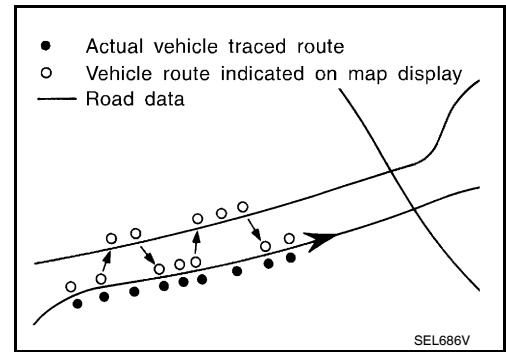 Actual vehicle traced route
Vehicle route indicated on map display
Road data
SEL686V